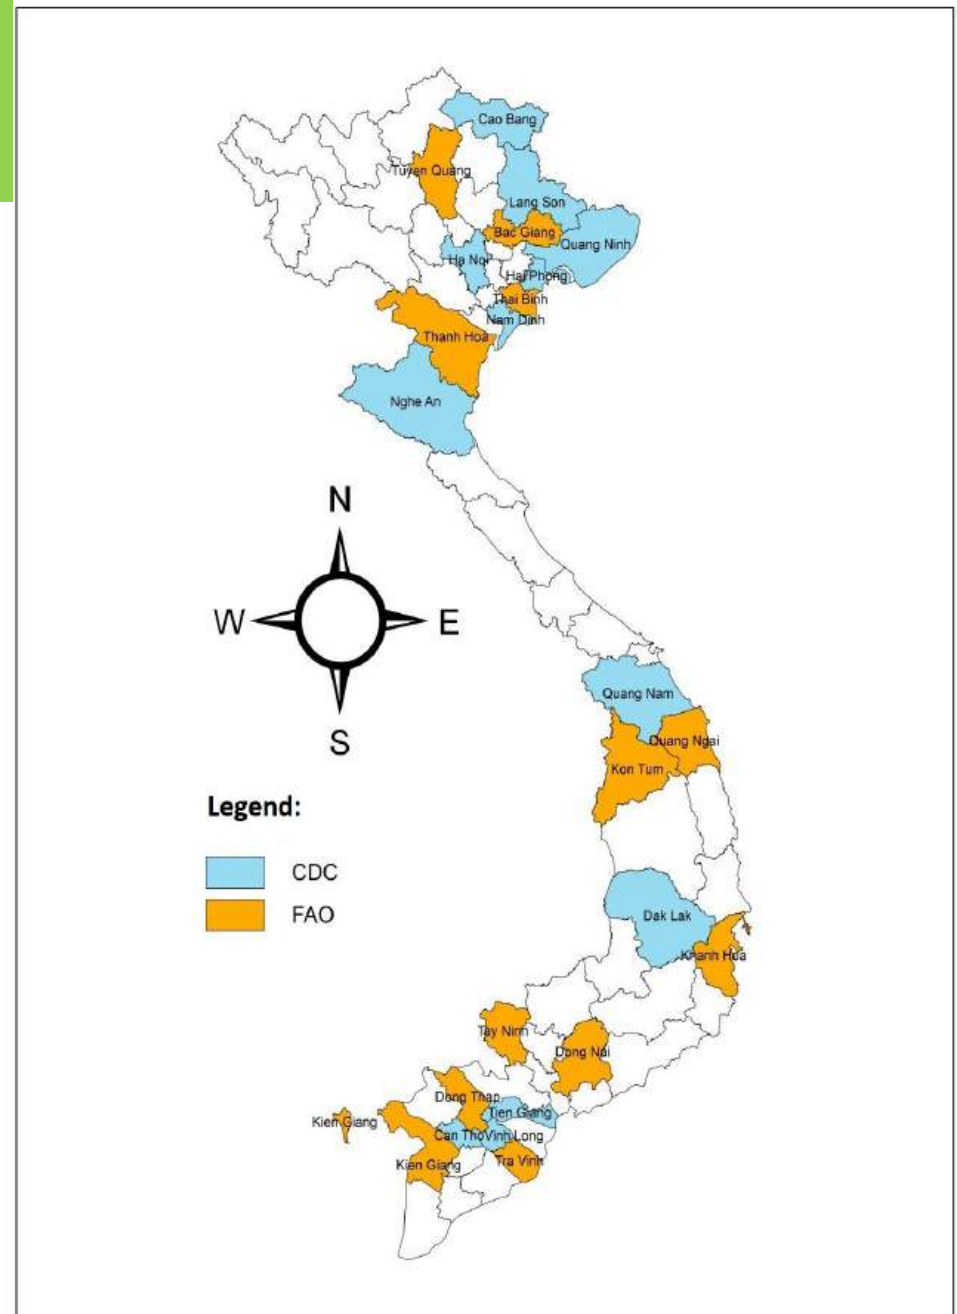 Cao Bang
Tuyen Quang
Lang Son
Bac Giang
Quang Ninh
Ha Noi
Hai Phong
Thai Binh
Nam Dinh
Thanh Hoa
Nghe An
N
W
E
S
Quang Nam
Quang Ngai
Kon Tum
Legend:
CDC
FAO
Dak Lak
Khanh Hoa
Tay Ninh
Dong Nai
Dong Thap
Tien Giang
Kien Giang
Can Tho
Vinh Long
Kien Giang
Tra Vinh